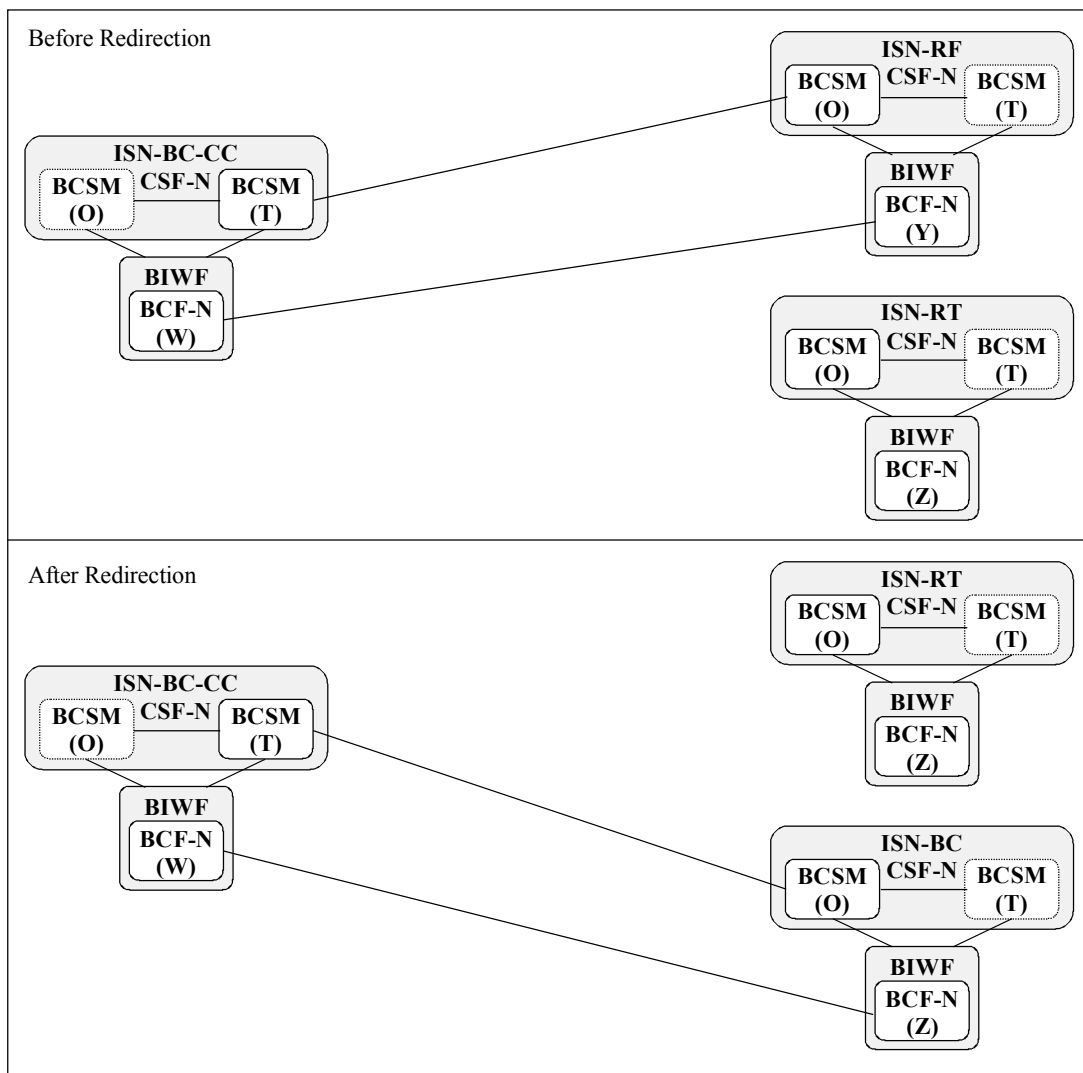 Before Redirection
ISN-RF
CSF-N
BCSM
(O)
BCSM
(T)
BIWF
BCF-N
(Y)
ISN-BC-CC
CSF-N
BCSM
(O)
BCSM
(T)
BIWF
BCF-N
(W)
ISN-RT
CSF-N
BCSM
(O)
BCSM
(T)
BIWF
BCF-N
(Z)
After Redirection
ISN-RT
CSF-N
BCSM
(O)
BCSM
(T)
BIWF
BCF-N
(Z)
ISN-BC-CC
CSF-N
BCSM
(O)
BCSM
(T)
BIWF
BCF-N
(W)
ISN-BC
CSF-N
BCSM
(O)
BCSM
(T)
BIWF
BCF-N
(Z)